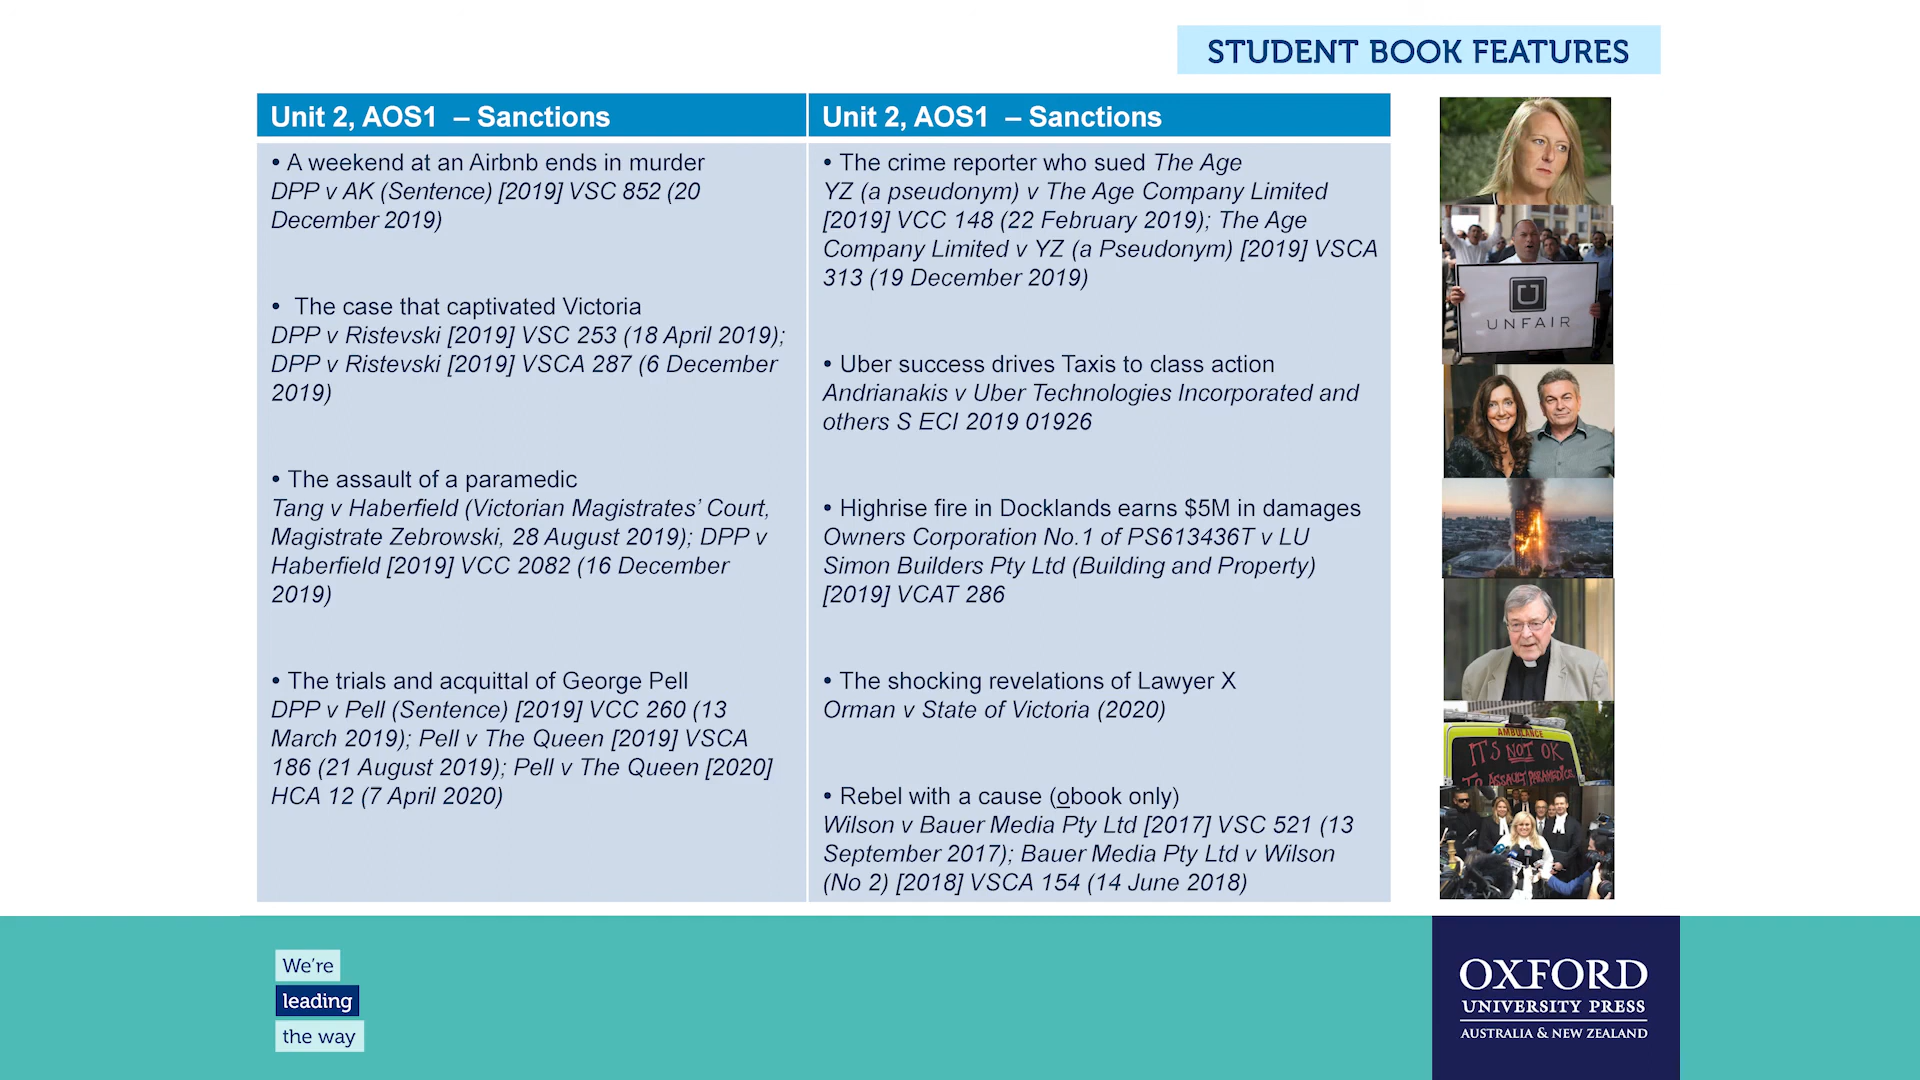 STUDENT BOOK FEATURES
Unit 2, AOS1 – Sanctions
• A weekend at an Airbnb ends in murder
DPP v AK (Sentence) [2019] VSC 852 (20
December 2019)
• The case that captivated Victoria
DPP v Ristevski [2019] VSC 253 (18 April 2019);
DPP v Ristevski [2019] VSCA 287 (6 December
2019)
• The assault of a paramedic
Tang v Haberfield (Victorian Magistrates’ Court,
Magistrate Zebrowski, 28 August 2019); DPP v
Haberfield [2019] VCC 2082 (16 December
2019)
• The trials and acquittal of George Pell
DPP v Pell (Sentence) [2019] VCC 260 (13
March 2019); Pell v The Queen [2019] VSCA
186 (21 August 2019); Pell v The Queen [2020]
HCA 12 (7 April 2020)
Unit 2, AOS1 – Sanctions
• The crime reporter who sued The Age
YZ (a pseudonym) v The Age Company Limited
[2019] VCC 148 (22 February 2019); The Age
Company Limited v YZ (a Pseudonym) [2019] VSCA
313 (19 December 2019)
• Uber success drives Taxis to class action
Andrianakis v Uber Technologies Incorporated and
others S ECI 2019 01926
• Highrise fire in Docklands earns $5M in damages
Owners Corporation No.1 of PS613436T v LU
Simon Builders Pty Ltd (Building and Property)
[2019] VCAT 286
• The shocking revelations of Lawyer X
Orman v State of Victoria (2020)
• Rebel with a cause (obook only)
Wilson v Bauer Media Pty Ltd [2017] VSC 521 (13
September 2017); Bauer Media Pty Ltd v Wilson
(No 2) [2018] VSCA 154 (14 June 2018)
U
UNFAIR
AMBULANCE
IT'S NOT OK
TO ASSAULT PARAMEDICS
We’re
leading
the way
OXFORD
UNIVERSITY PRESS
AUSTRALIA & NEW ZEALAND